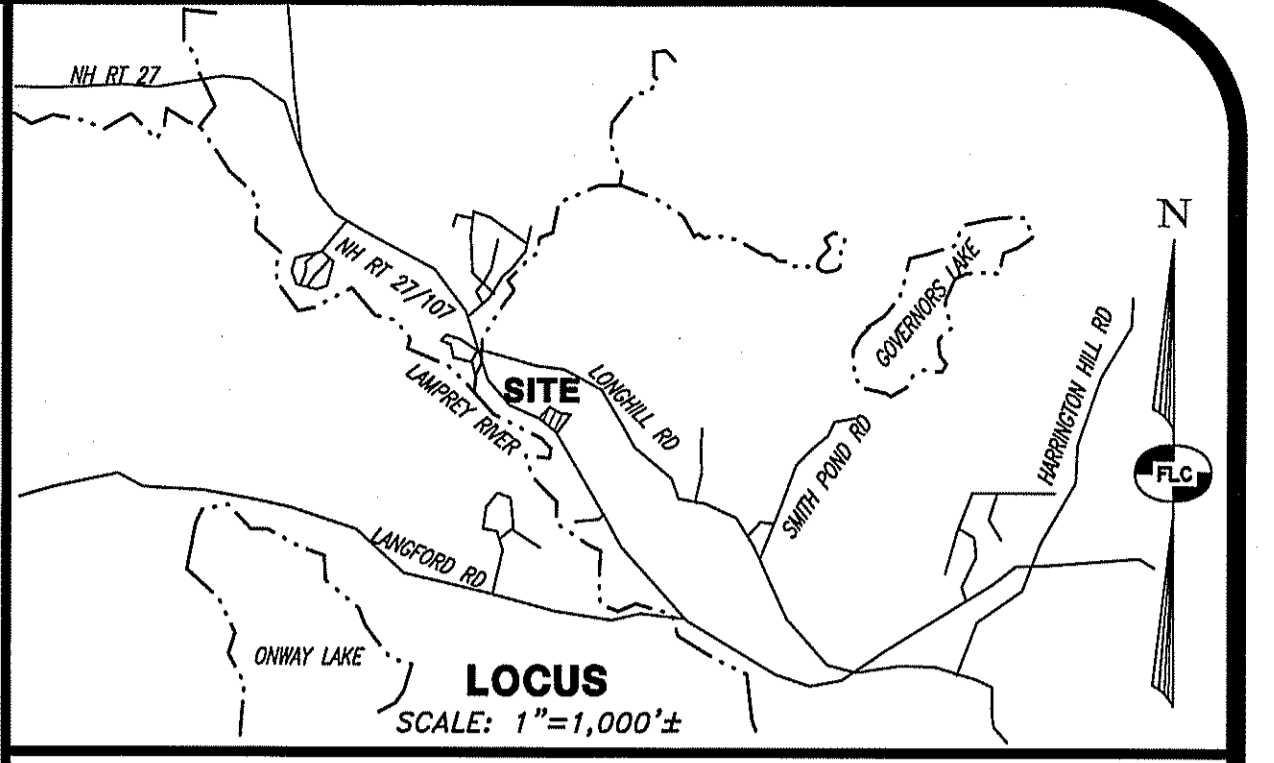 NH RT 27
N
NH RT 27/107
GOVERNORS LAKE
HARRINGTON HILL RD
LAMPREY RIVER
SITE
LONGHILL RD
SMITH POND RD
FLC
LANGFORD RD
ONWAY LAKE
LOCUS
SCALE: 1"=1,000'±